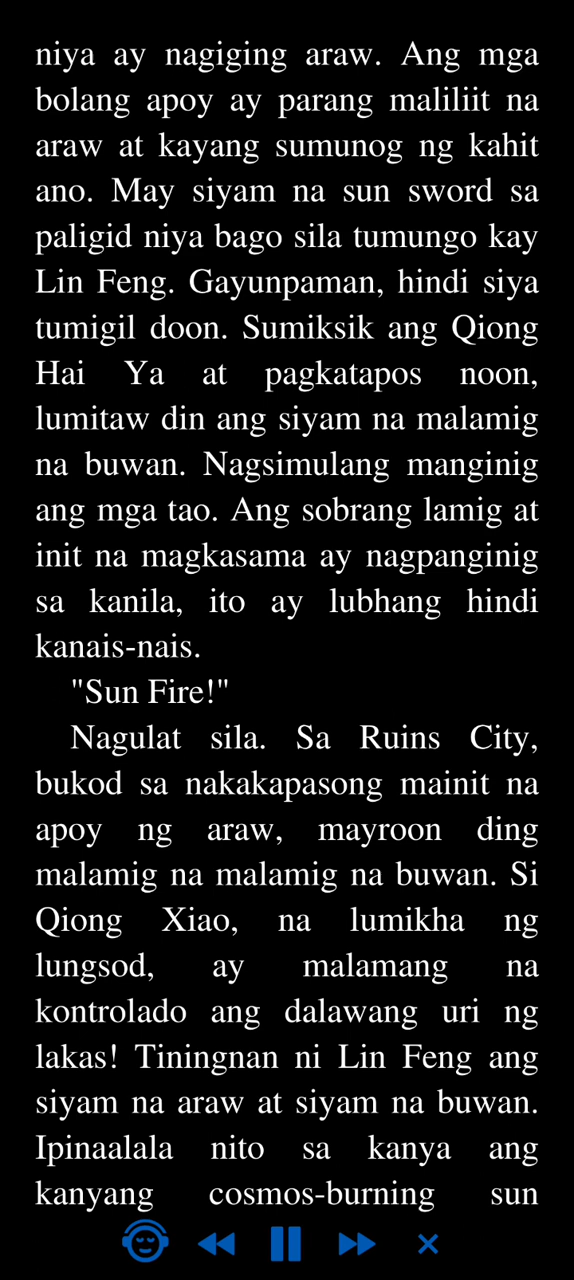 niya ay nagiging araw. Ang mga
bolang apoy ay parang maliliit na
araw at kayang sumunog ng kahit
ano. May siyam na sun sword sa
paligid niya bago sila tumungo kay
Lin Feng. Gayunpaman, hindi siya
tumigil doon. Sumiksik ang Qiong
Hai Ya at pagkatapos noon,
lumitaw din ang siyam na malamig
na buwan. Nagsimulang manginig
ang mga tao. Ang sobrang lamig at
init na magkasama ay nagpanginig
sa kanila, ito ay lubhang hindi
kanais-nais.
"Sun Fire!"
Nagulat sila. Sa Ruins City,
bukod sa nakakapasong mainit na
apoy ng araw, mayroon ding
malamig na malamig na buwan. Si
Qiong Xiao, na lumikha ng
lungsod, ay malamang na
kontrolado ang dalawang uri ng
lakas! Tiningnan ni Lin Feng ang
siyam na araw at siyam na buwan.
Ipinaalala nito sa kanya ang
kanyang cosmos-burning sun